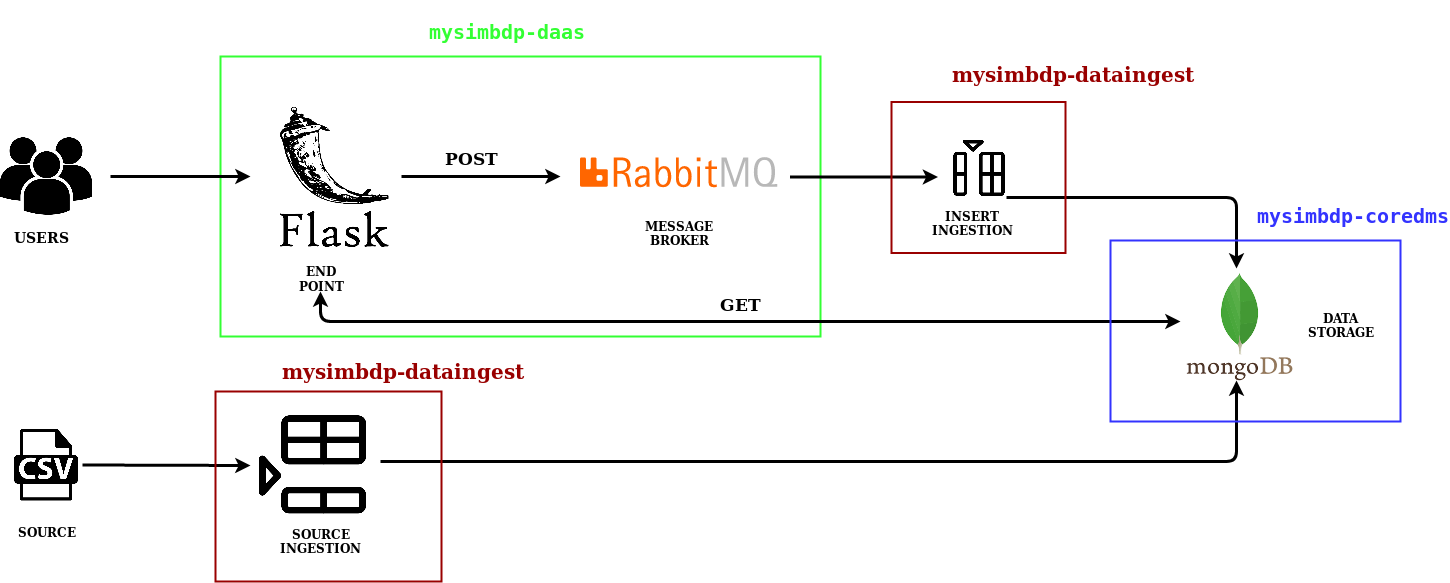 mysimbdp-daas
mysimbdp-dataingest
POST
RabbitMQ
Flask
USERS
MESSAGE
BROKER
INSERT
INGESTION
mysimbdp-coredms
END
POINT
GET
DATA
STORAGE
mongoDB
mysimbdp-dataingest
CSV
SOURCE
SOURCE
INGESTION